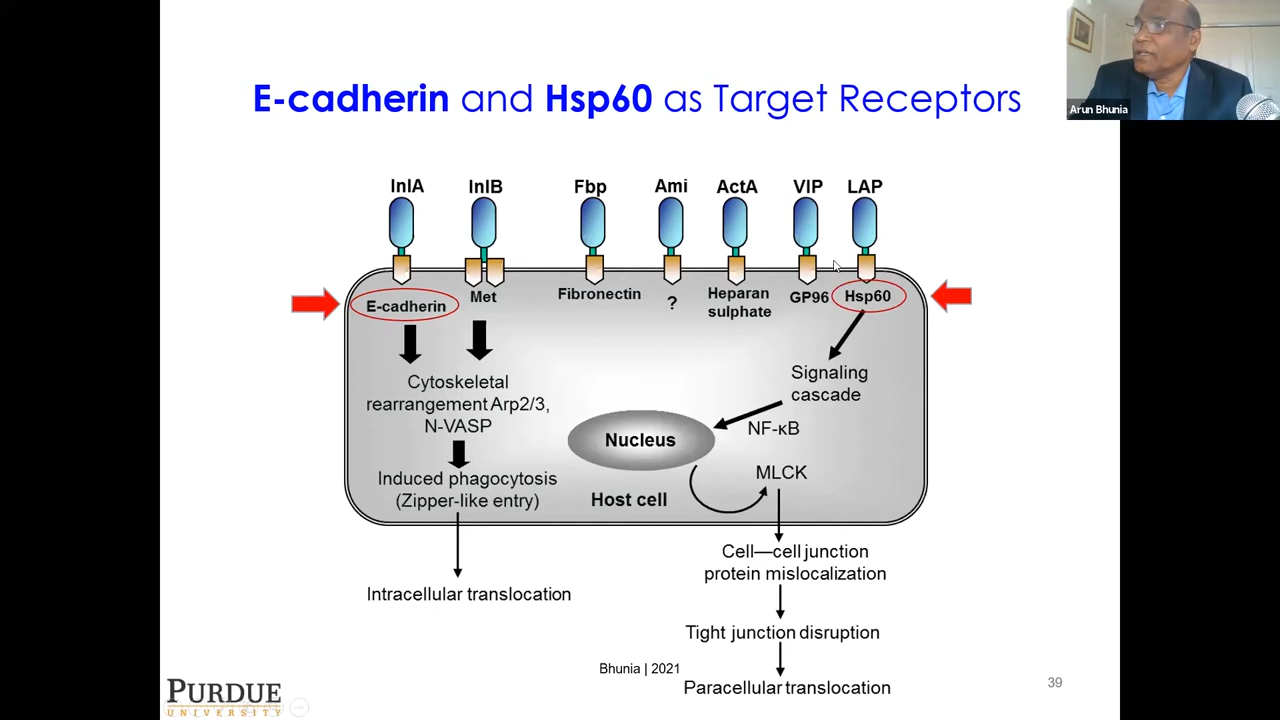 E-cadherin and Hsp60 as Target Receptors
Arun Bhunia
InlA
InlB
Fbp
Ami
ActA
VIP
LAP
E-cadherin
Met
Fibronectin
?
Heparan
sulphate
GP96
Hsp60
Cytoskeletal
rearrangement Arp2/3,
N-VASP
Signaling
cascade
NF-κB
Nucleus
MLCK
Induced phagocytosis
(Zipper-like entry)
Host cell
Cell—cell junction
protein mislocalization
Intracellular translocation
Tight junction disruption
Paracellular translocation
Bhunia | 2021
39
PURDUE
UNIVERSITY